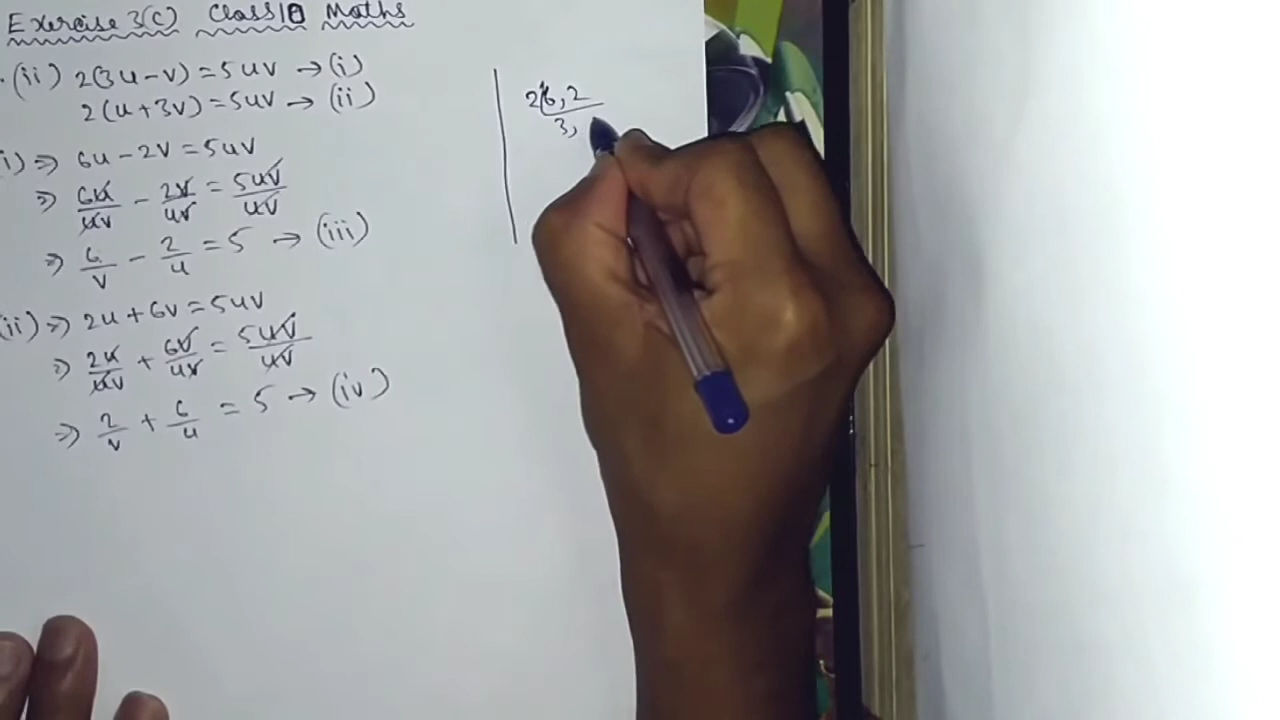 Exercise 3(C) Class 10 Maths
.(ii) 2(3u-v) = 5uv → (i)
2(u+3v) = 5uv → (ii)
i) ⇒ 6u - 2v = 5uv
⇒ 6u/uv - 2v/uv = 5uv/uv
⇒ 6/v - 2/u = 5 → (iii)
(ii) ⇒ 2u + 6v = 5uv
⇒ 2u/uv + 6v/uv = 5uv/uv
⇒ 2/v + 6/u = 5 → (iv)
2(6,2
3,